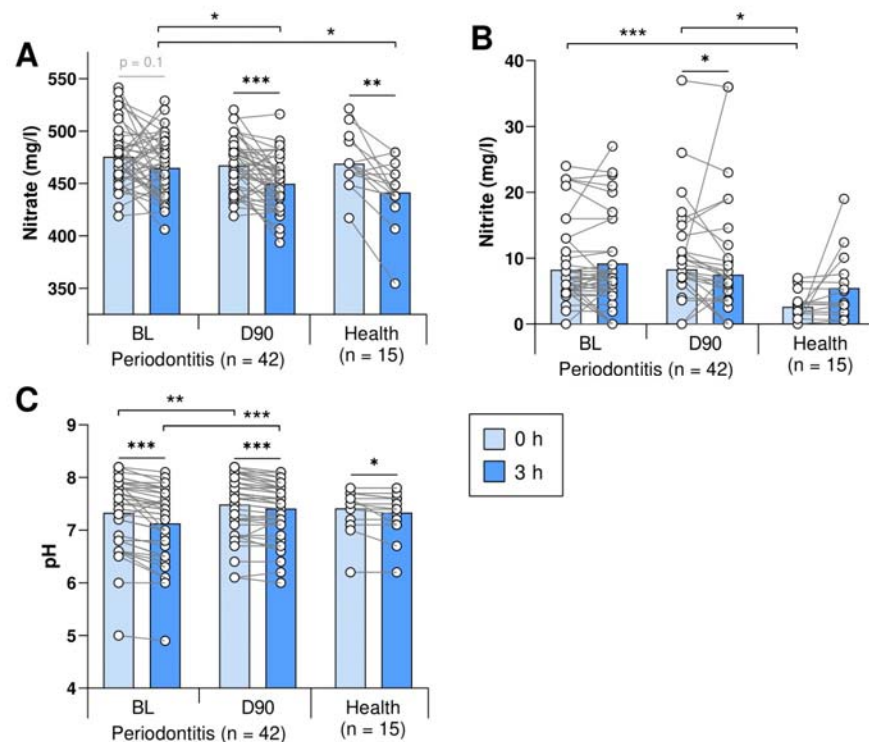 A
*
*
p = 0.1
***
**
Nitrate (mg/l)
550
500
450
400
350
BL
D90
Health
Periodontitis (n = 42)
(n = 15)
B
*
***
*
Nitrite (mg/l)
40
30
20
10
0
BL
D90
Health
Periodontitis (n = 42)
(n = 15)
C
**
***
***
***
*
pH
9
8
7
6
5
4
BL
D90
Health
Periodontitis (n = 42)
(n = 15)
0 h
3 h